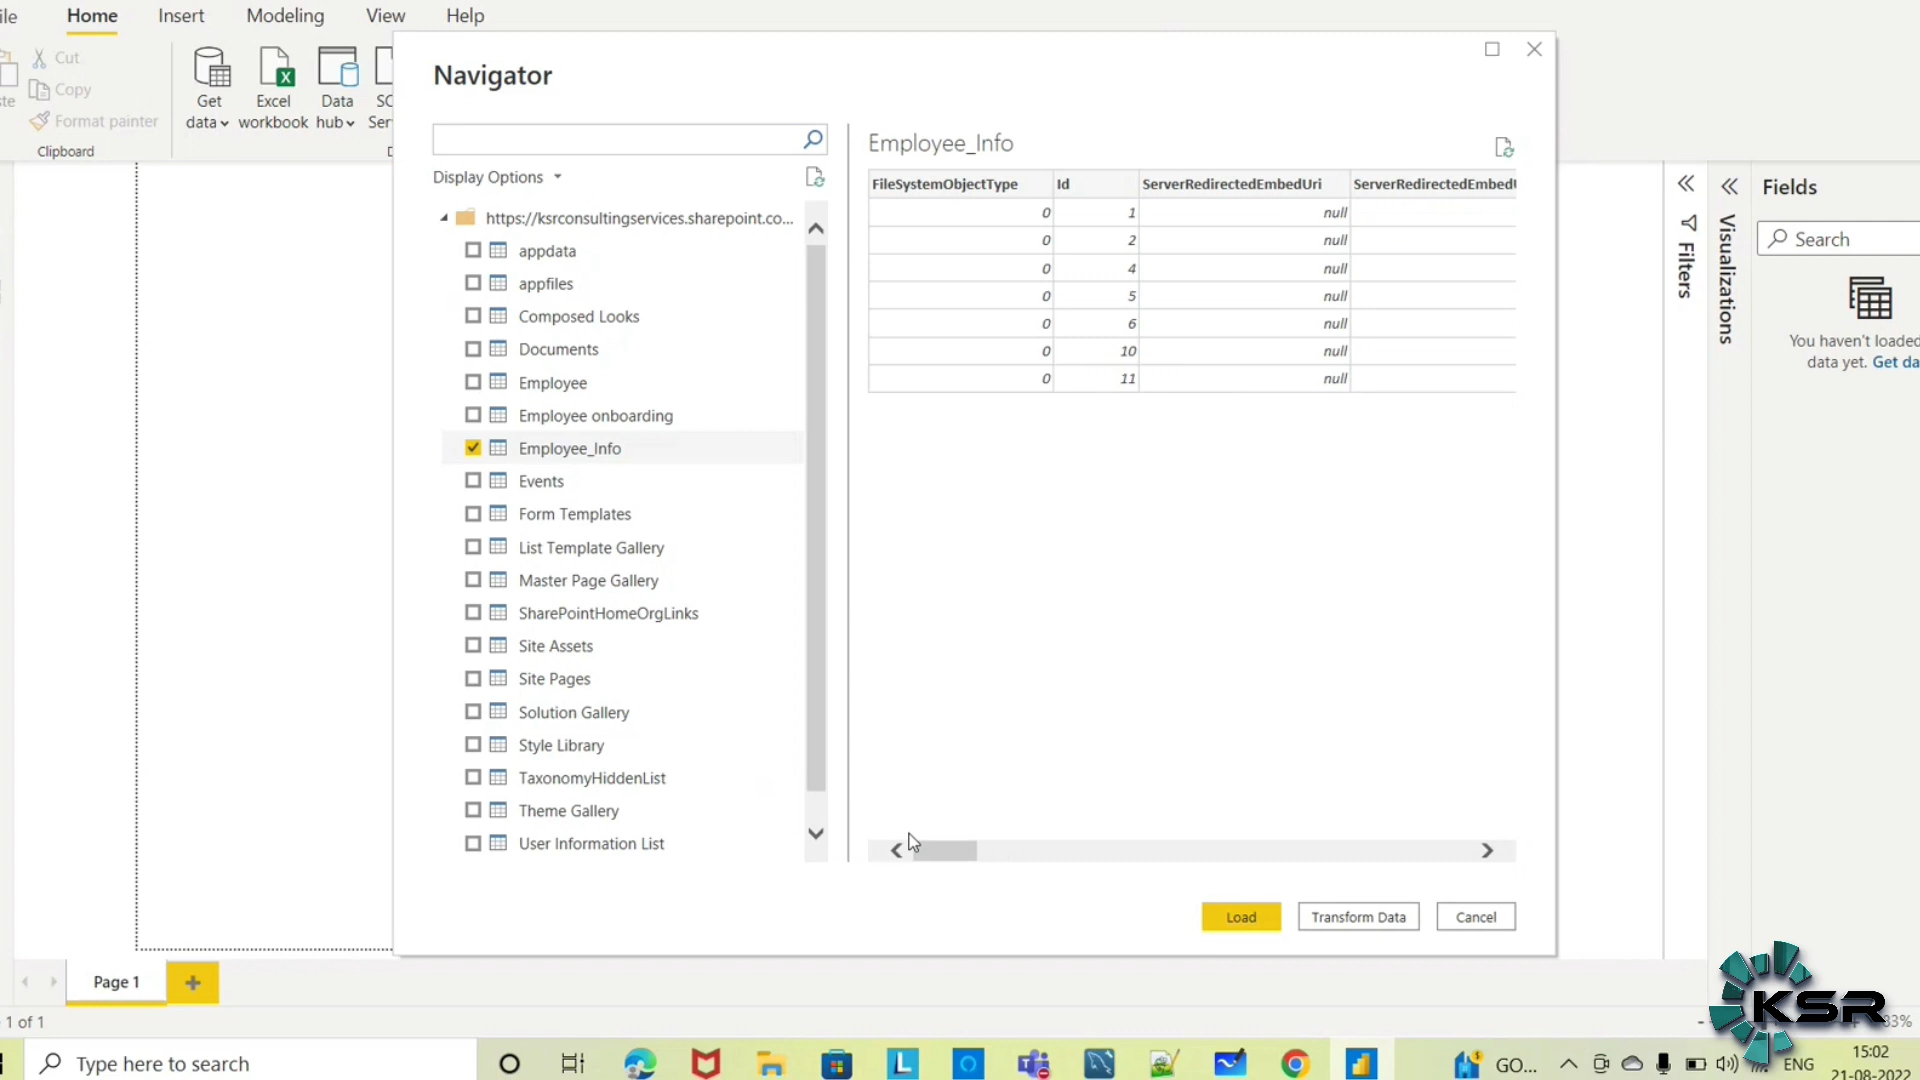 Home Insert Modeling View Help
Cut
Copy
Format painter
Clipboard
Get data
Excel workbook
Data hub
Navigator
Display Options
https://ksrconsultingservices.sharepoint.co...
appdata
appfiles
Composed Looks
Documents
Employee
Employee onboarding
Employee_Info
Events
Form Templates
List Template Gallery
Master Page Gallery
SharePointHomeOrgLinks
Site Assets
Site Pages
Solution Gallery
Style Library
TaxonomyHiddenList
Theme Gallery
User Information List
Employee_Info
FileSystemObjectType Id ServerRedirectedEmbedUri ServerRedirectedEmbedU
0 1 null
0 2 null
0 4 null
0 5 null
0 6 null
0 10 null
0 11 null
Load Transform Data Cancel
Filters
Visualizations
Fields
Search
You haven't loaded
data yet. Get da
Page 1
1 of 1
KSR
Type here to search
GO... ENG
15:02
21-08-2022